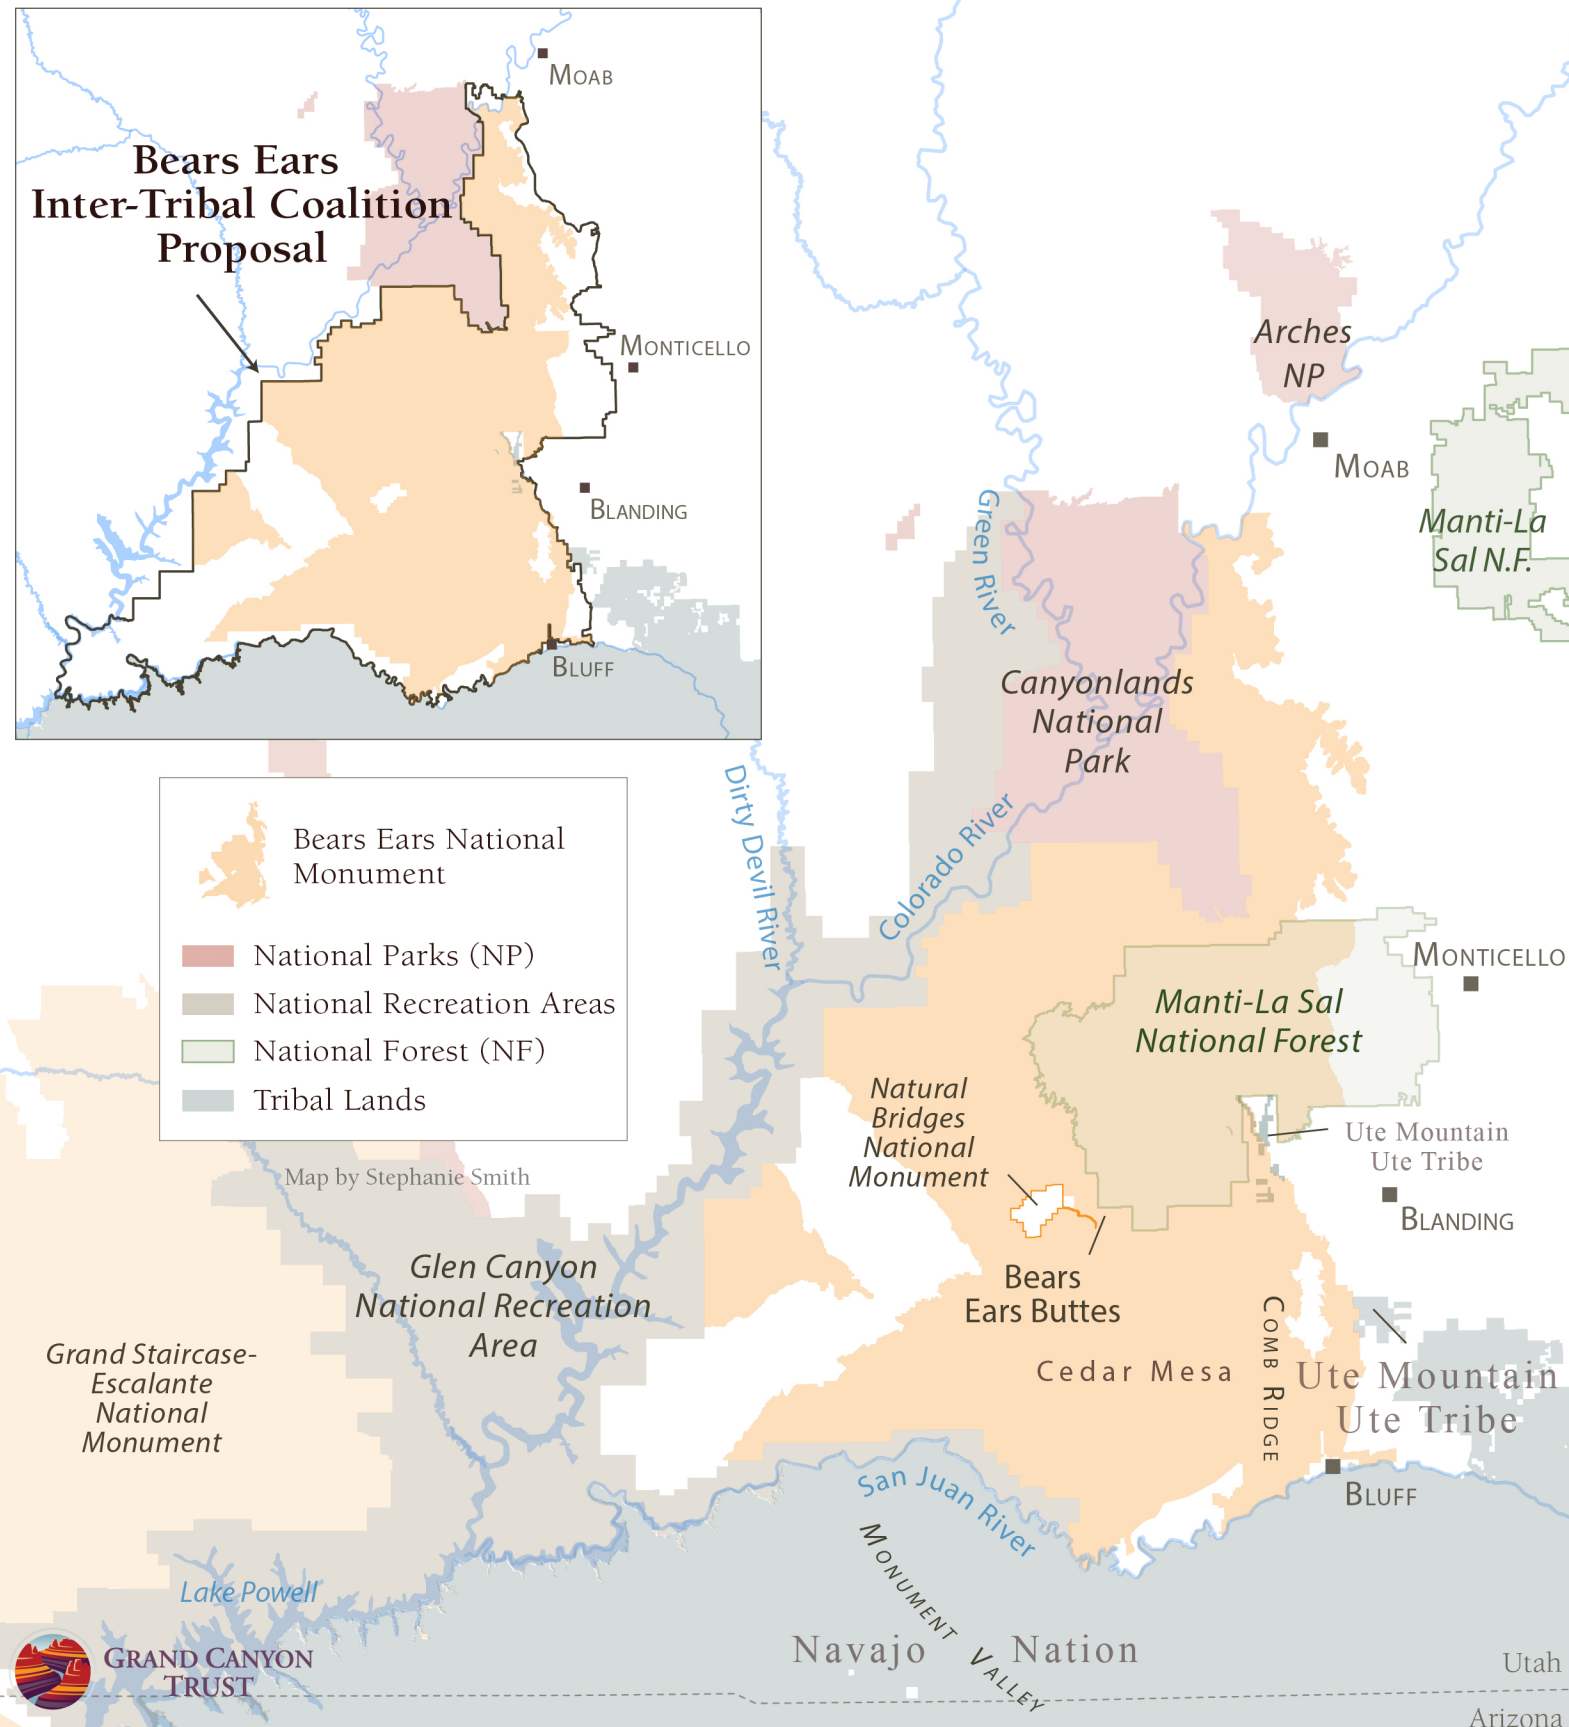 MOAB
Bears Ears
Inter-Tribal Coalition
Proposal
MONTICELLO
BLANDING
BLUFF
Arches
NP
MOAB
Manti-La
Sal N.F.
Green River
Canyonlands
National
Park
Dirty Devil River
Colorado River
Bears Ears National
Monument
National Parks (NP)
National Recreation Areas
National Forest (NF)
Tribal Lands
Map by Stephanie Smith
MONTICELLO
Manti-La Sal
National Forest
Natural
Bridges
National
Monument
Ute Mountain
Ute Tribe
BLANDING
Bears
Ears Buttes
Glen Canyon
National Recreation
Area
Grand Staircase-
Escalante
National
Monument
Cedar Mesa
COMB RIDGE
Ute Mountain
Ute Tribe
BLUFF
San Juan River
MONUMENT VALLEY
Lake Powell
Navajo Nation
GRAND CANYON
TRUST
Utah
Arizona